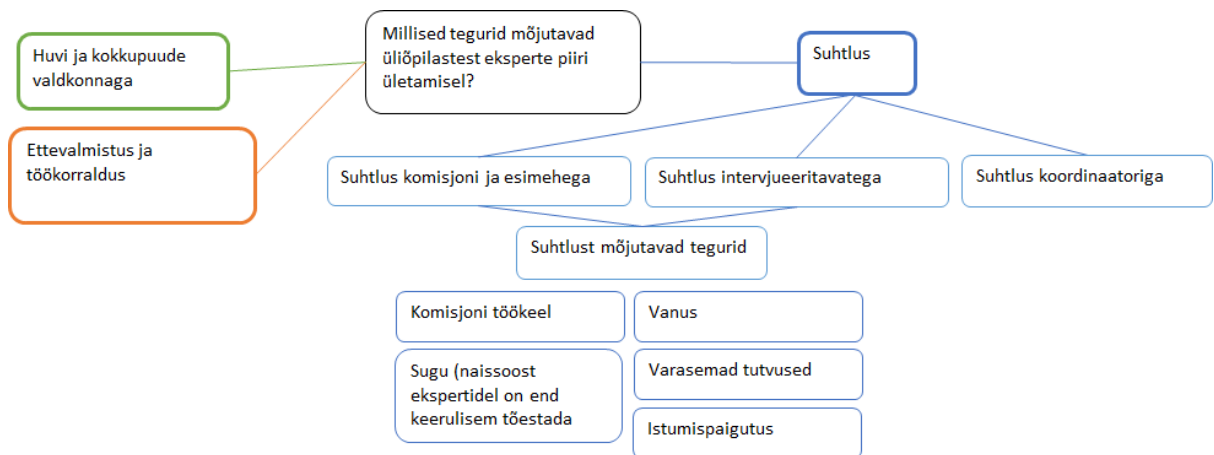 Huvi ja kokkupuude
valdkonnaga
Millised tegurid mõjutavad
üliõpilastest eksperte piiri
ületamisel?
Suhtlus
Ettevalmistus ja
töökorraldus
Suhtlus komisjoni ja esimehega
Suhtlus intervjueeritavatega
Suhtlus koordinaatoriga
Suhtlust mõjutavad tegurid
Komisjoni töökeel
Vanus
Sugu (naissoost
ekspertidel on end
keerulisem tõestada
Varasemad tutvused
Istumispaigutus